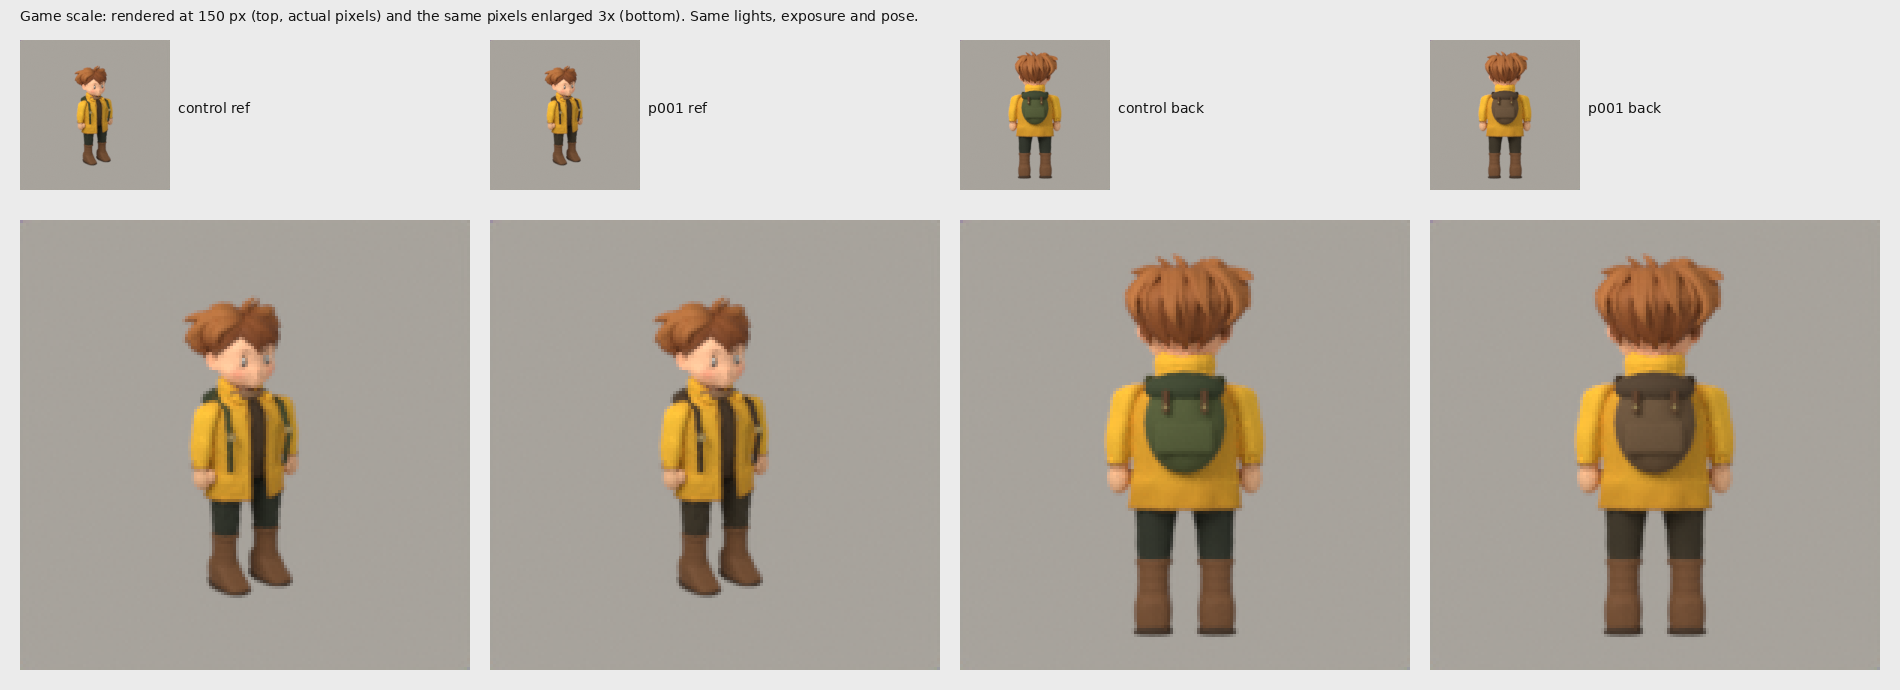 Game scale: rendered at 150 px (top, actual pixels) and the same pixels enlarged 3x (bottom). Same lights, exposure and pose.
control ref
p001 ref
control back
p001 back